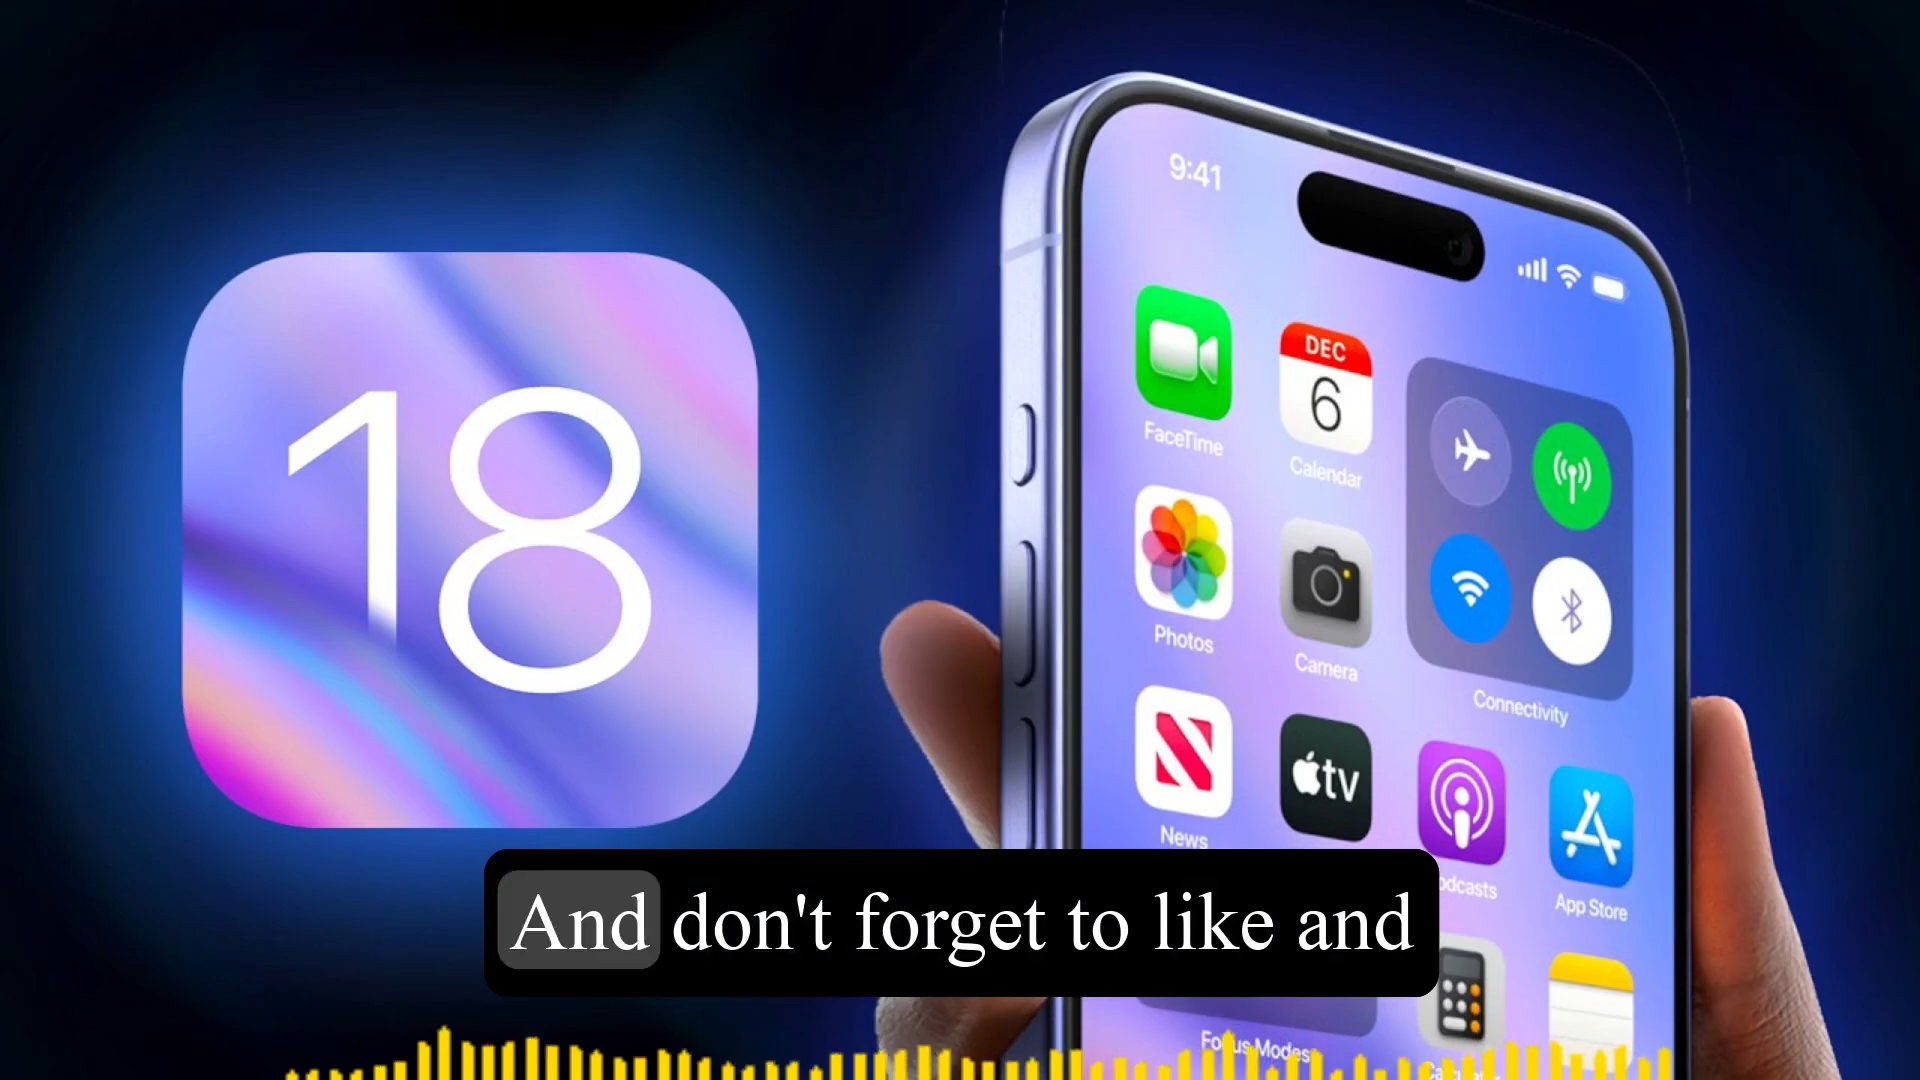 18
9:41
FaceTime
DEC
6
Calendar
Photos
Camera
Connectivity
News
tv
App Store
And don't forget to like and